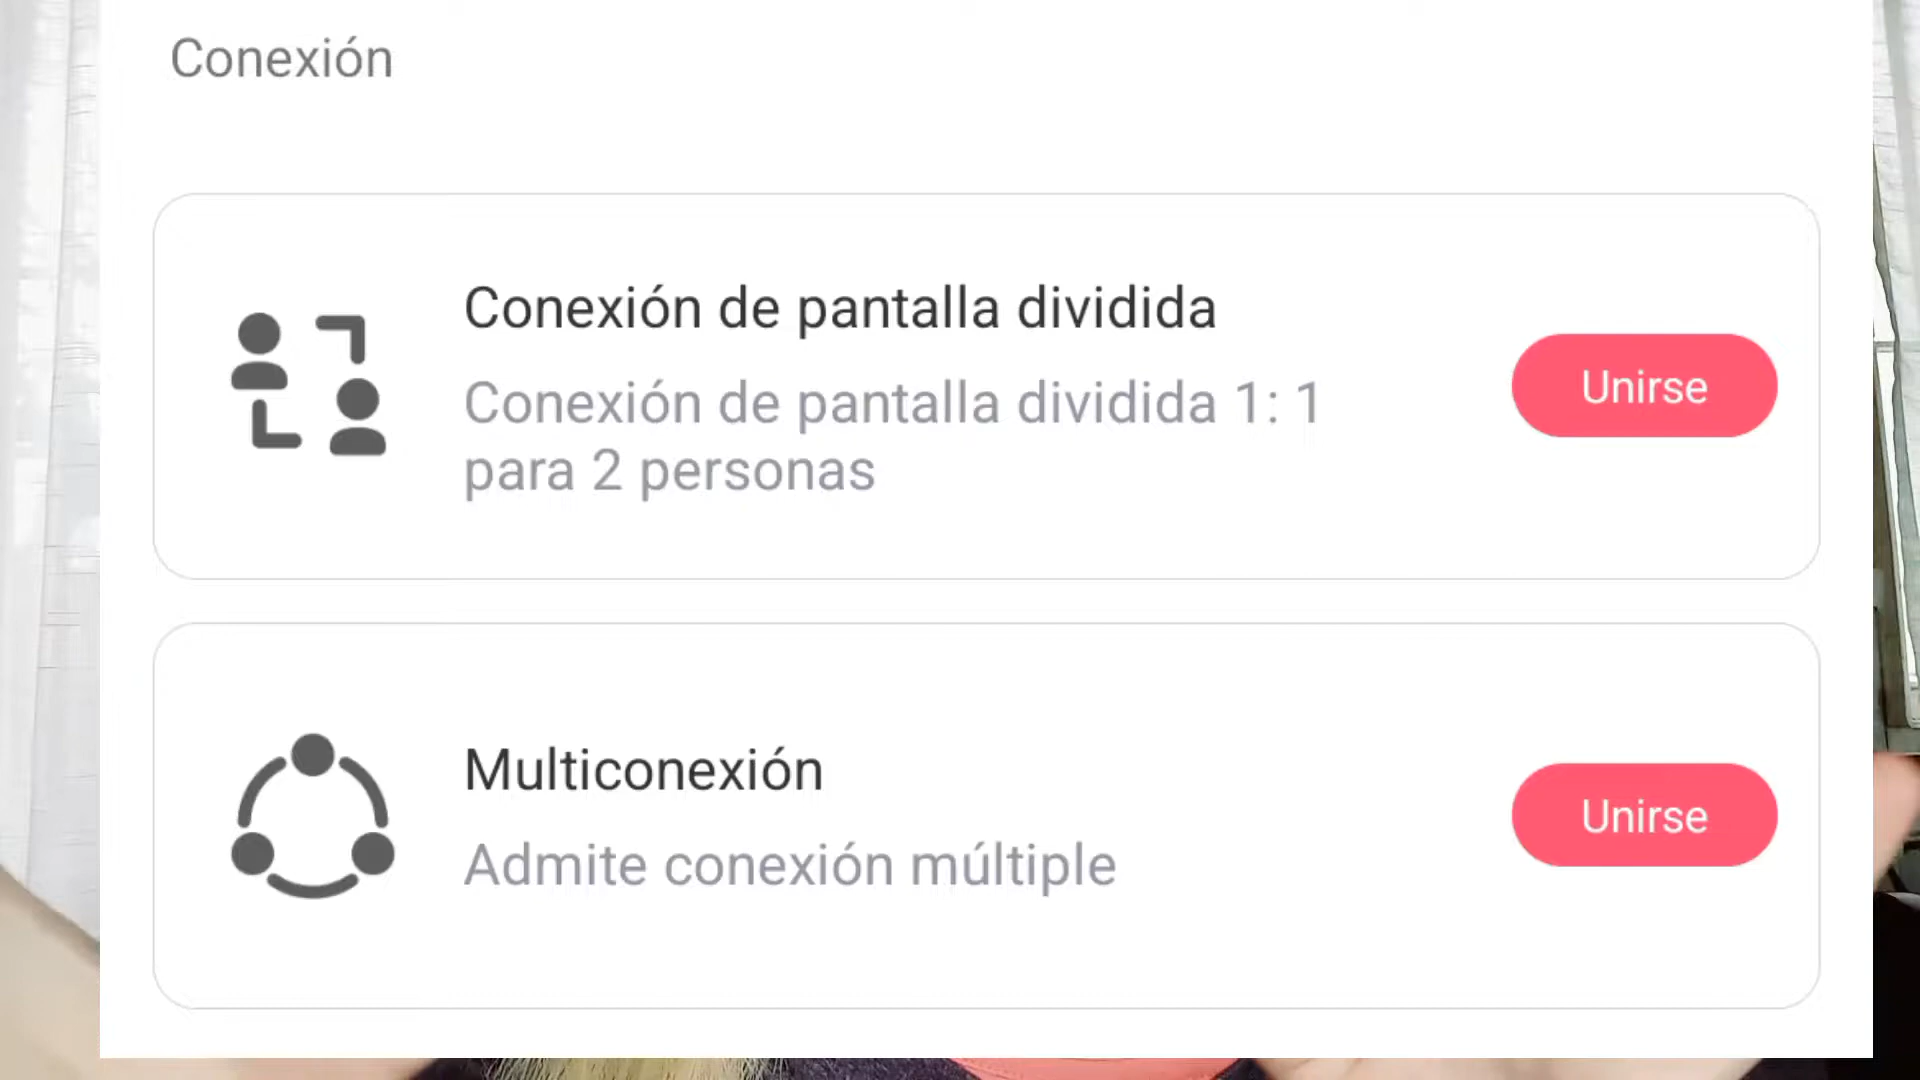 Conexión
Conexión de pantalla dividida
Conexión de pantalla dividida 1: 1
para 2 personas
Unirse
Multiconexión
Admite conexión múltiple
Unirse